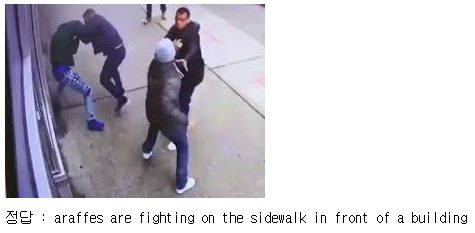 정답 : araffes are fighting on the sidewalk in front of a building